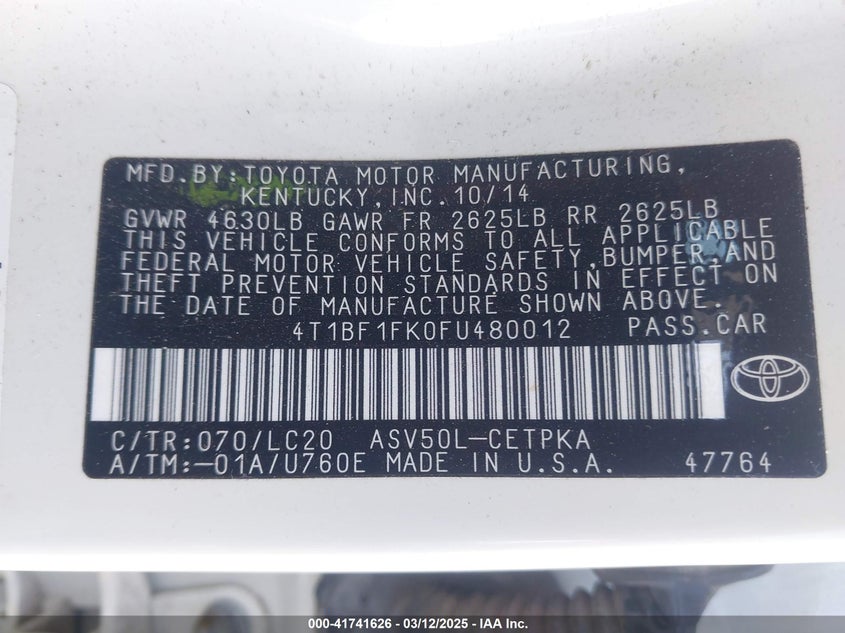 MFD.BY:TOYOTA MOTOR MANUFACTURING,
KENTUCKY,INC.10/14
GVWR 4630LB GAWR FR 2625LB RR 2625LB
THIS VEHICLE CONFORMS TO ALL APPLICABLE
FEDERAL MOTOR VEHICLE SAFETY,BUMPER,AND
THEFT PREVENTION STANDARDS IN EFFECT ON
THE DATE OF MANUFACTURE SHOWN ABOVE.
4T1BF1FK0FU480012 PASS.CAR
C/TR:070/LC20 ASV50L-CETPKA
A/TM:-01A/U760E MADE IN U.S.A. 47764
000-41741626 - 03/12/2025 - IAA Inc.